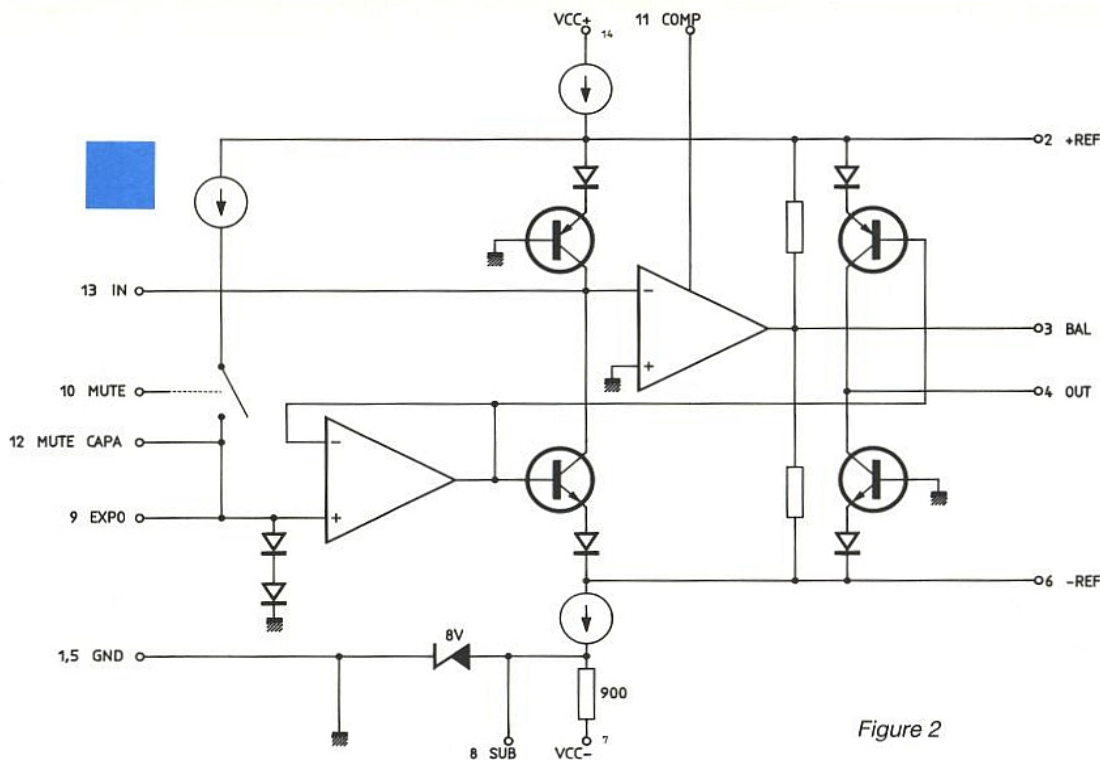 VCC+
14
11 COMP
2 +REF
13 IN
−
+
3 BAL
10 MUTE
4 OUT
12 MUTE CAPA
−
9 EXPO
+
6 -REF
8V
1,5 GND
900
8 SUB
VCC-
7
Figure 2